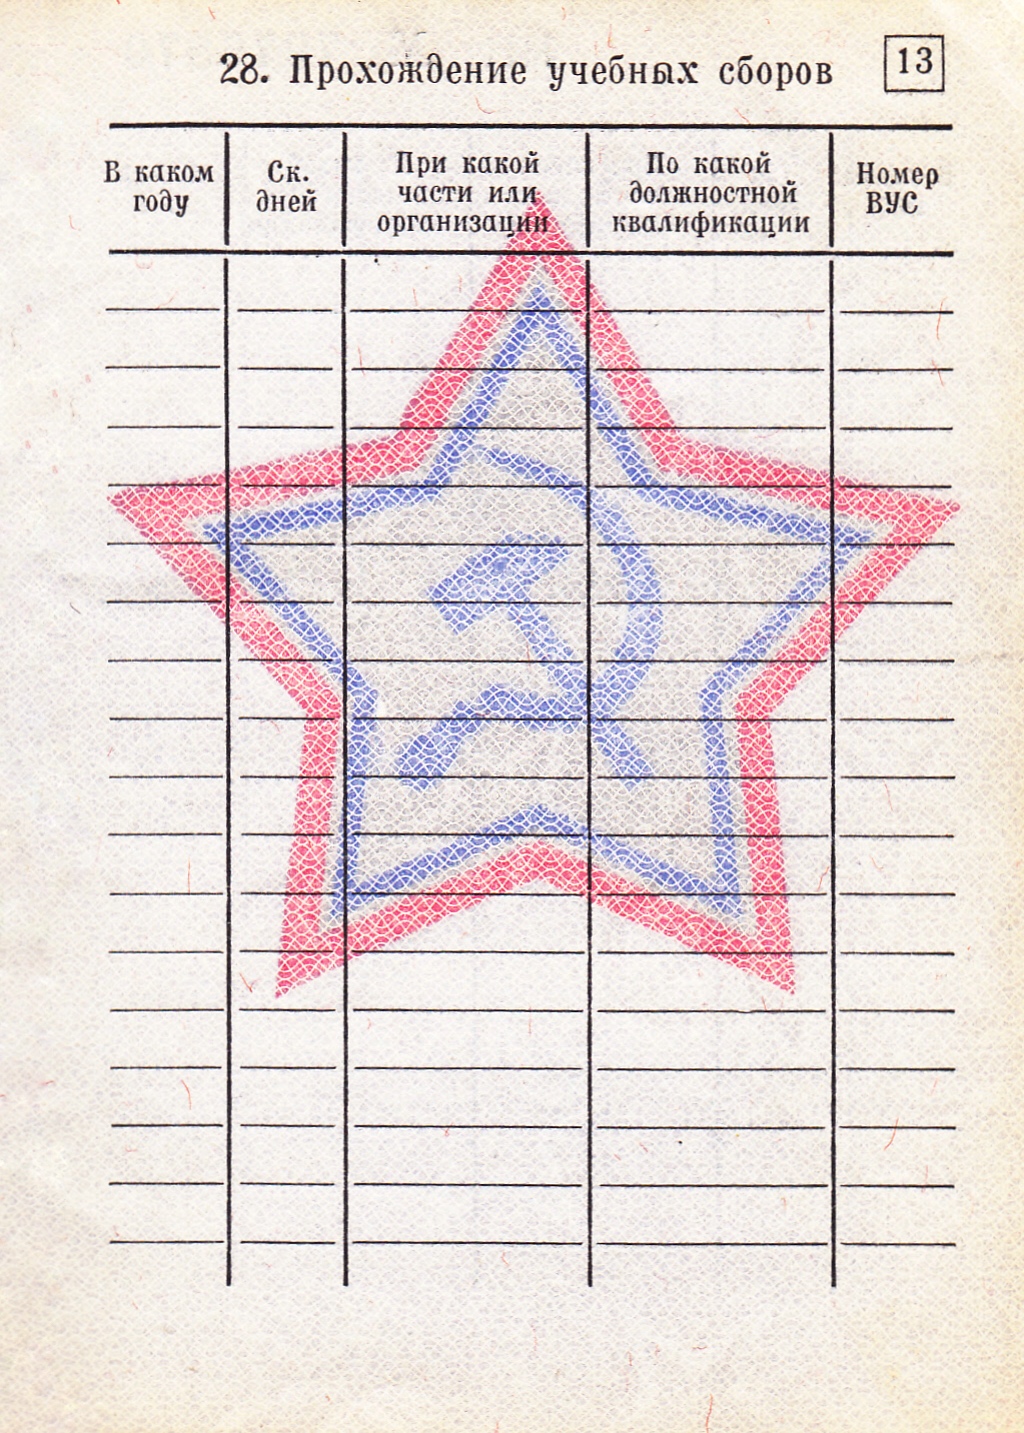 28. Прохождение учебных сборов
13
В каком
году
Ск.
дней
При какой
части или
организации
По какой
должностной
квалификации
Номер
ВУС